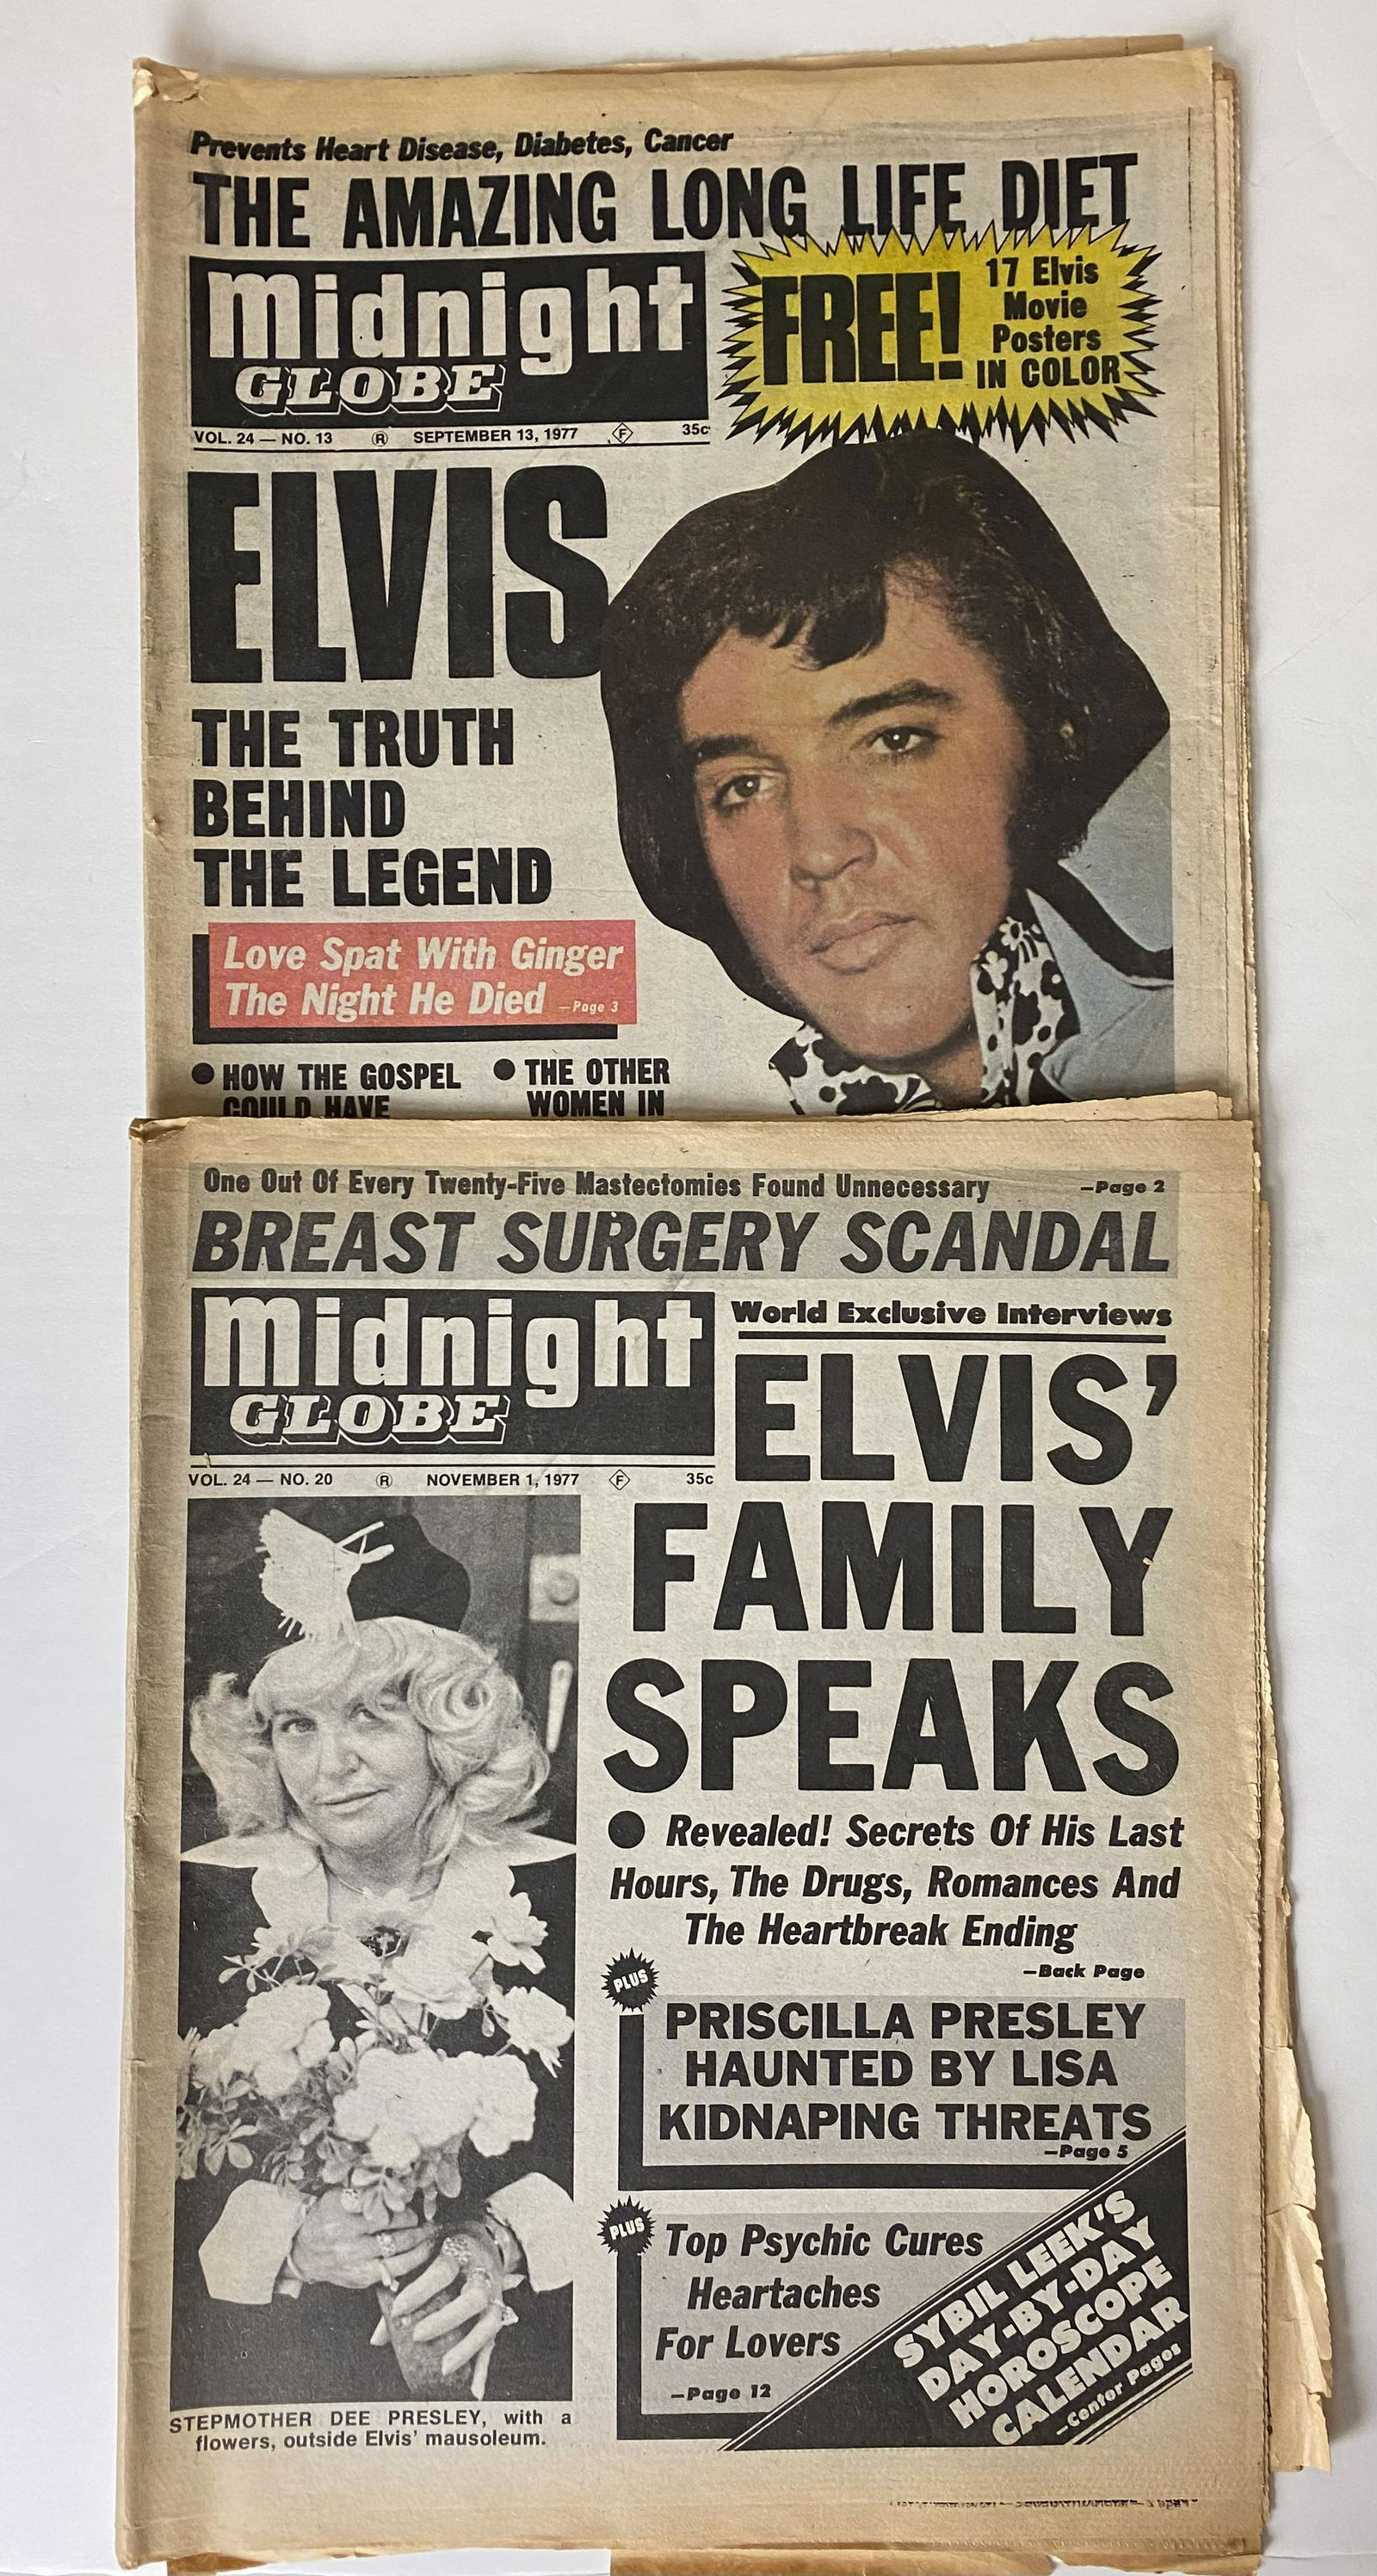 Prevents Heart Disease, Diabetes, Cancer
THE AMAZING LONG LIFE DIET
Midnight
GLOBE
FREE!
17 Elvis
Movie
Posters
IN COLOR
VOL. 24 — NO. 13 ® SEPTEMBER 13, 1977 F 35c
ELVIS
THE TRUTH
BEHIND
THE LEGEND
Love Spat With Ginger
The Night He Died —Page 3
● HOW THE GOSPEL
COULD HAVE
● THE OTHER
WOMEN IN
One Out Of Every Twenty-Five Mastectomies Found Unnecessary —Page 2
BREAST SURGERY SCANDAL
Midnight
GLOBE
VOL. 24 — NO. 20 ® NOVEMBER 1, 1977 F 35c
World Exclusive Interviews
ELVIS'
FAMILY
SPEAKS
● Revealed! Secrets Of His Last
Hours, The Drugs, Romances And
The Heartbreak Ending
—Back Page
PLUS
PRISCILLA PRESLEY
HAUNTED BY LISA
KIDNAPING THREATS
—Page 5
PLUS
Top Psychic Cures
Heartaches
For Lovers
—Page 12
SYBIL LEEK'S
DAY-BY-DAY
HOROSCOPE
CALENDAR
—Center Pages
STEPMOTHER DEE PRESLEY, with a
flowers, outside Elvis' mausoleum.